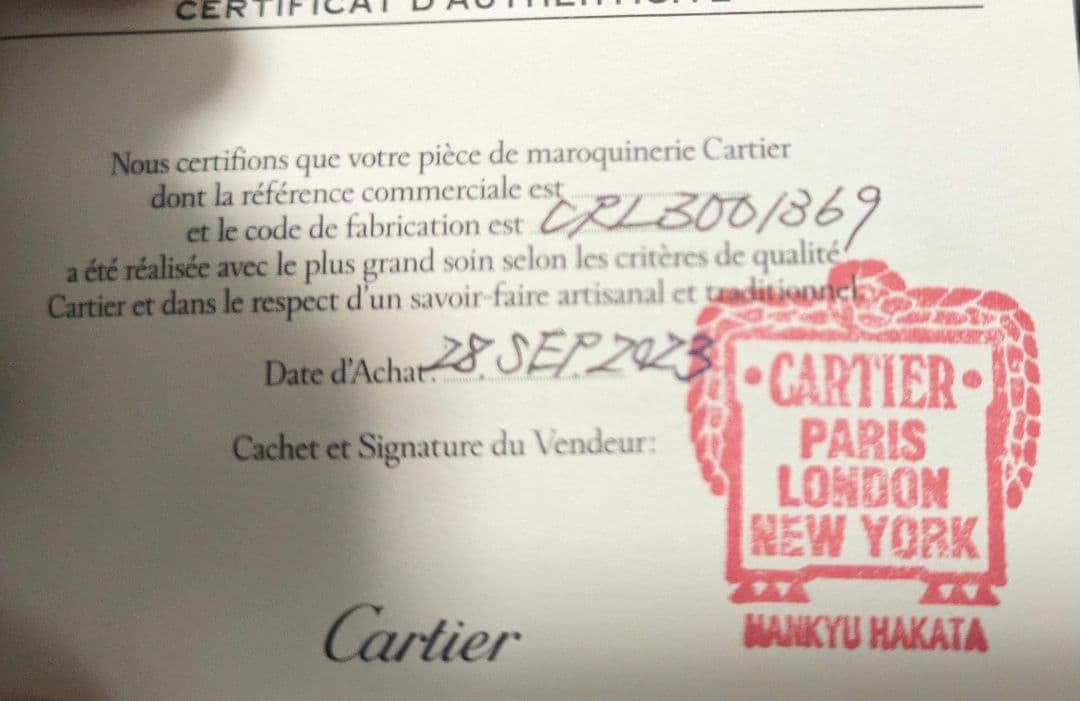 CERTIFICAT D'AUTHENTICITE
Nous certifions que votre pièce de maroquinerie Cartier
dont la référence commerciale est
et le code de fabrication est CRL3001369
a été réalisée avec le plus grand soin selon les critères de qualité
Cartier et dans le respect d'un savoir-faire artisanal et traditionnel.
Date d'Achat: 28. SEP. 2023
Cachet et Signature du Vendeur:
• CARTIER •
PARIS
LONDON
NEW YORK
HANKYU HAKATA
Cartier